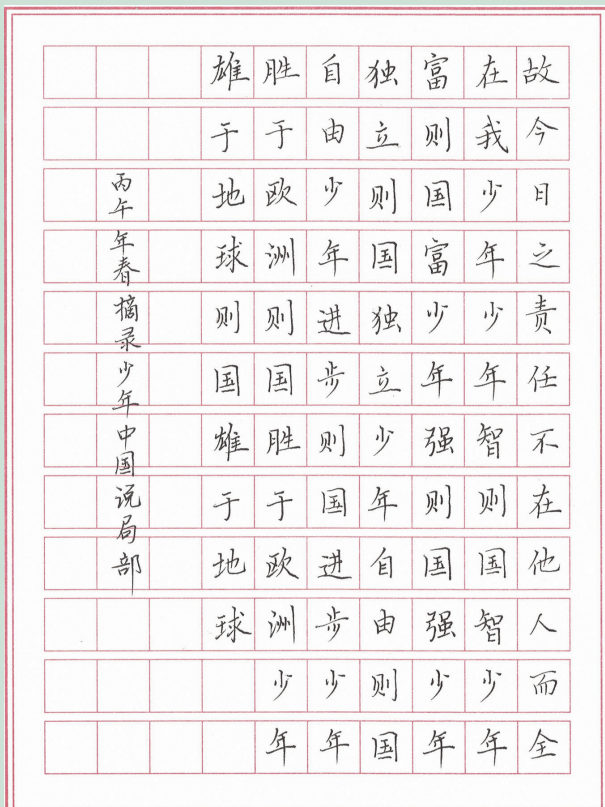 故今日之责任不在他人而全
在我少年少年智则国智少年
富则国富少年强则国强少年
独立则国独立少年自由则国
自由少年进步则国进步少年
胜于欧洲则国胜于欧洲少年
雄于地球则国雄于地球
丙午年春摘录少年中国说局部